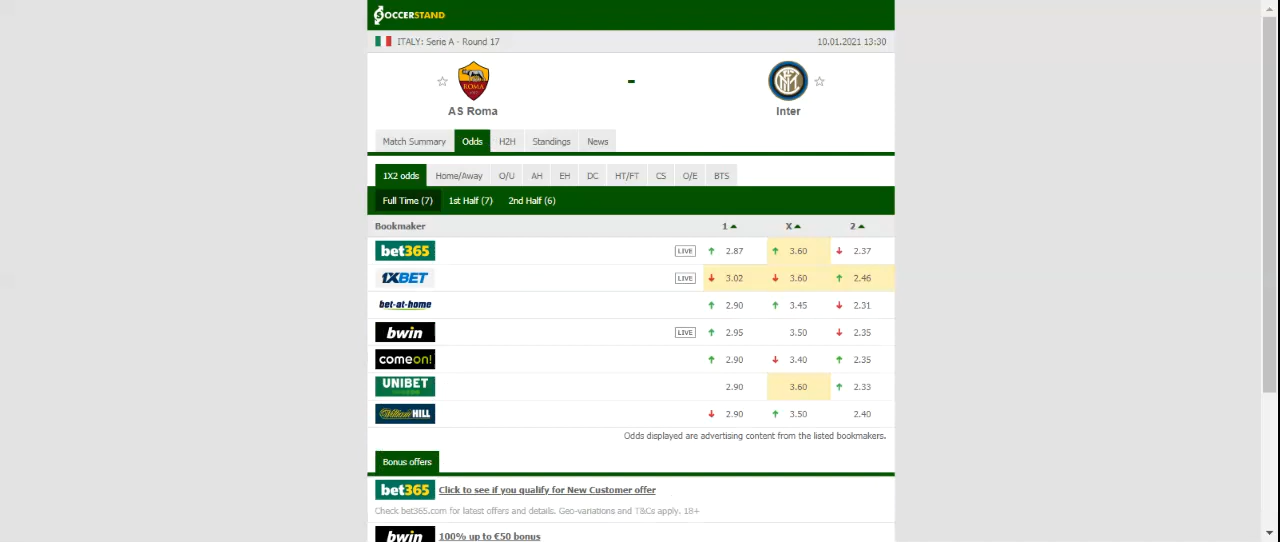 SOCCERSTAND
ITALY: Serie A - Round 17 10.01.2021 13:30
ROMA
-
AS Roma Inter
Match Summary Odds H2H Standings News
1X2 odds Home/Away O/U AH EH DC HT/FT CS O/E BTS
Full Time (7) 1st Half (7) 2nd Half (6)
Bookmaker 1 X 2
bet365 LIVE 2.87 3.60 2.37
1XBET LIVE 3.02 3.60 2.46
bet-at-home 2.90 3.45 2.31
bwin LIVE 2.95 3.50 2.35
comeon! 2.90 3.40 2.35
UNIBET 2.90 3.60 2.33
William HILL 2.90 3.50 2.40
Odds displayed are advertising content from the listed bookmakers.
Bonus offers
bet365 Click to see if you qualify for New Customer offer
Check bet365.com for latest offers and details. Geo-variations and T&Cs apply. 18+
bwin 100% up to €50 bonus